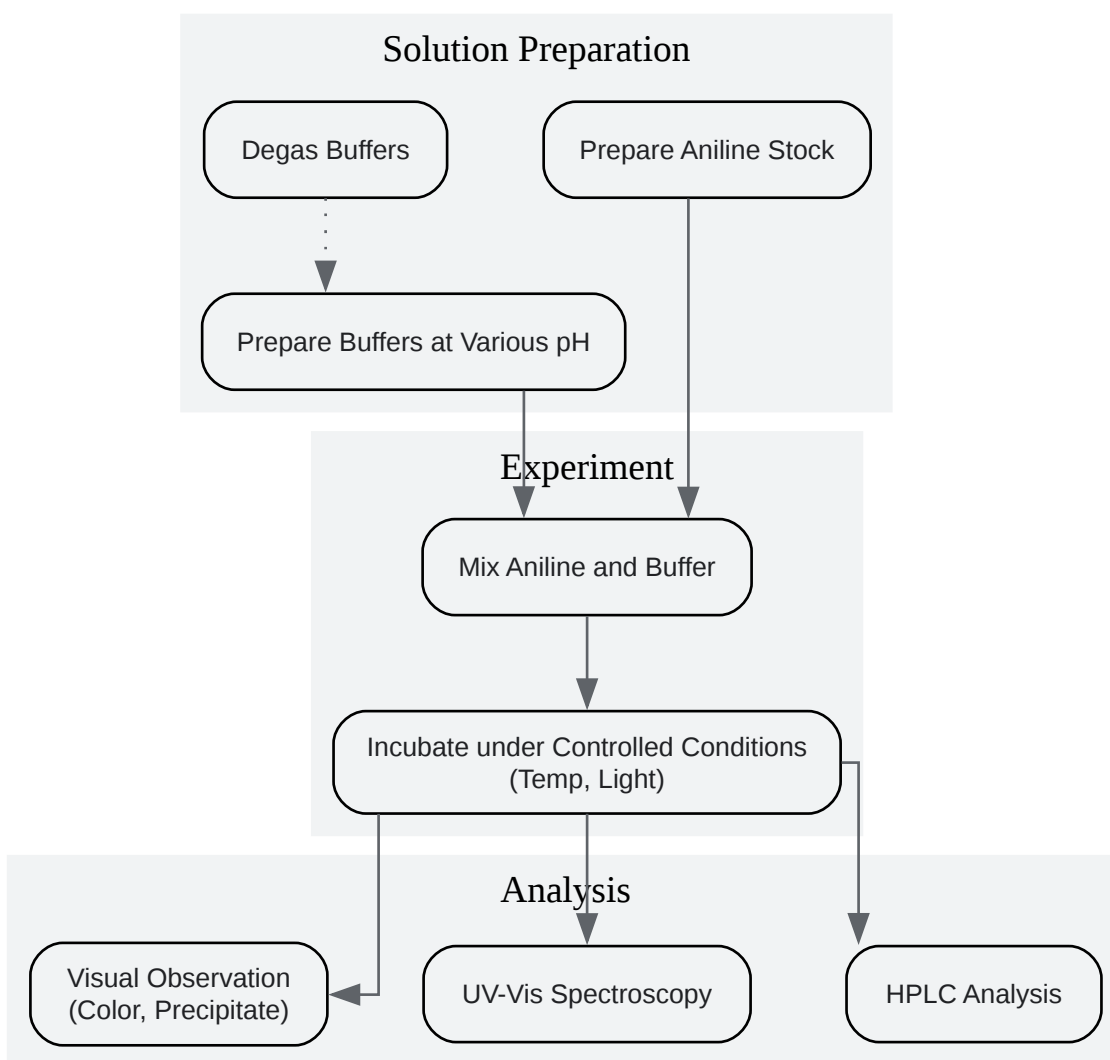 Solution Preparation
Degas Buffers
Prepare Aniline Stock
Prepare Buffers at Various pH
Experiment
Mix Aniline and Buffer
Incubate under Controlled Conditions
(Temp, Light)
Analysis
Visual Observation
(Color, Precipitate)
UV-Vis Spectroscopy
HPLC Analysis